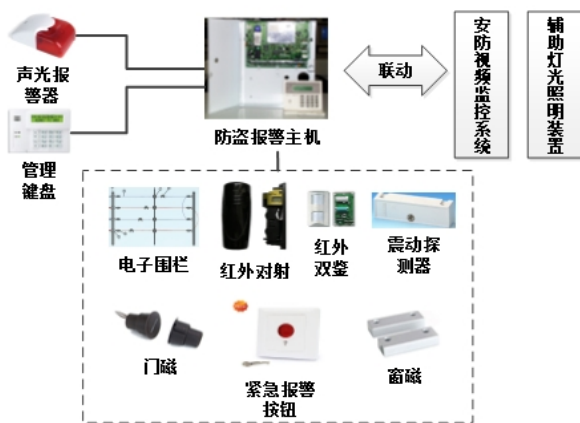 声光报
警器
管理
键盘
防盗报警主机
联动
安防视频监控系统
辅助灯光照明装置
电子围栏
红外对射
红外
双鉴
震动探
测器
门磁
紧急报警
按钮
窗磁